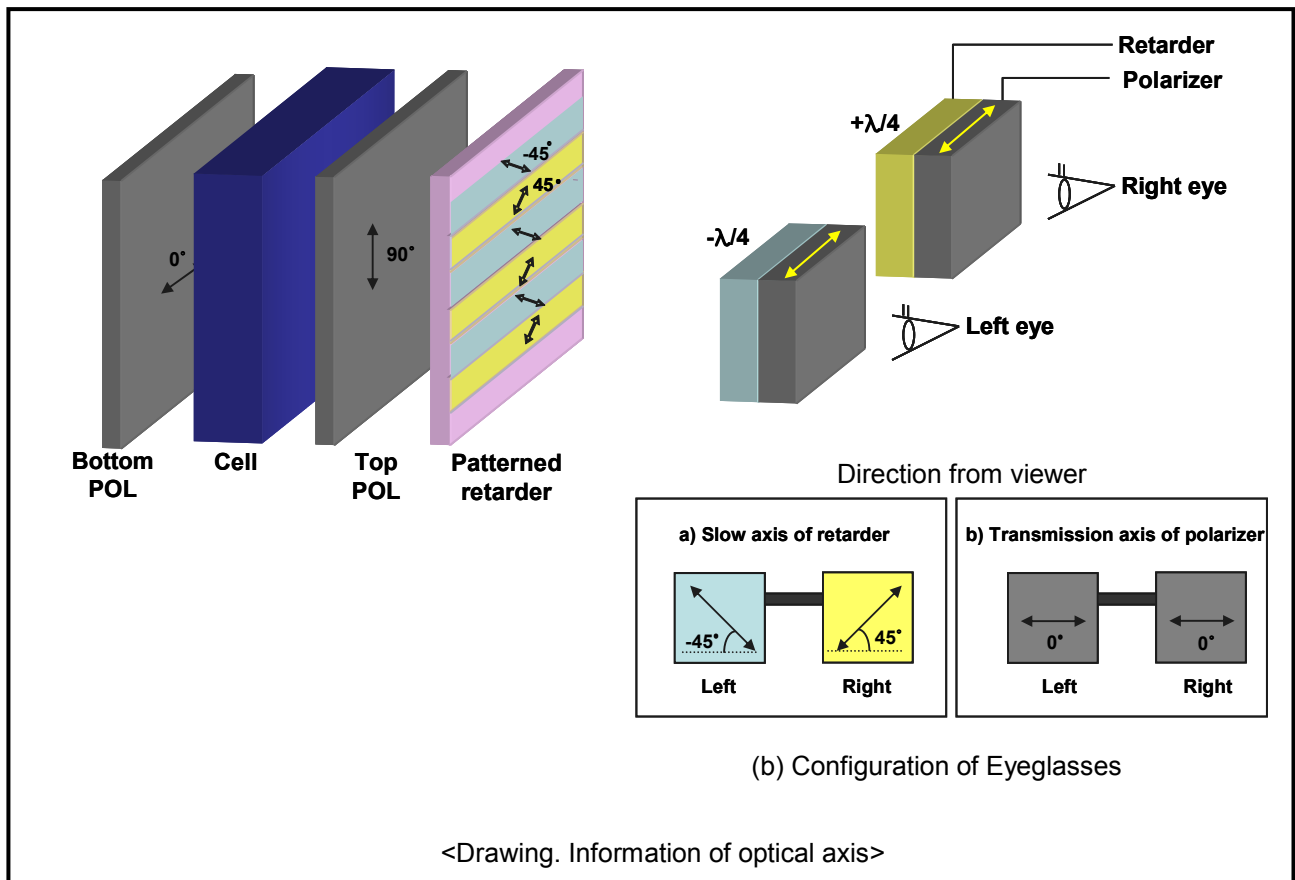 Retarder
Polarizer
+λ/4
-45˚
45˚
Right eye
-λ/4
0˚
90˚
Left eye
Bottom
POL
Cell
Top
POL
Patterned
retarder
Direction from viewer
a) Slow axis of retarder
-45˚
45˚
Left
Right
b) Transmission axis of polarizer
0˚
0˚
Left
Right
(b) Configuration of Eyeglasses
<Drawing. Information of optical axis>